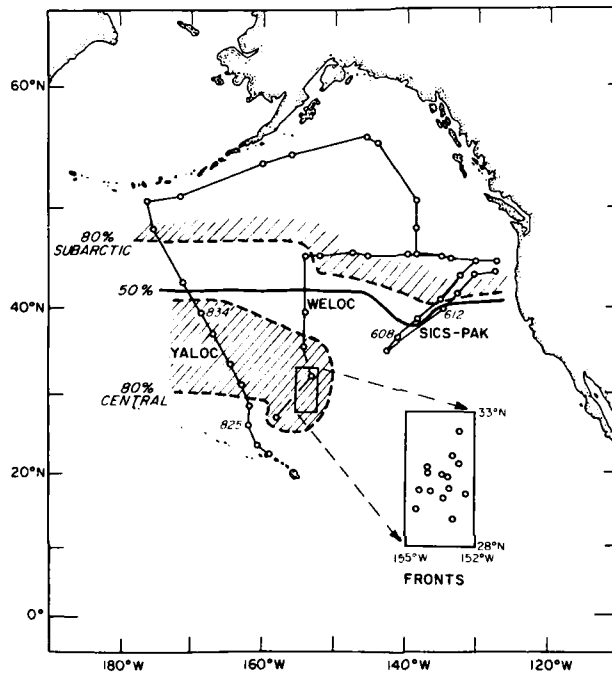 60°N
80%
SUBARCTIC
50%
40°N
834
WELOC
612
608
SICS-PAK
YALOC
80%
CENTRAL
825
33°N
20°N
28°N
155°W
152°W
FRONTS
0°
180°W
160°W
140°W
120°W